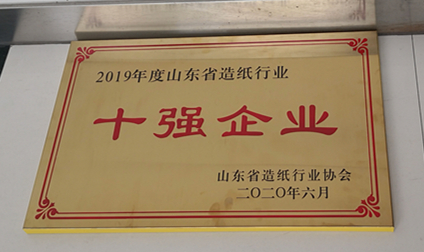 2019年度山东省造纸行业
十强企业
山东省造纸行业协会
二〇二〇年六月